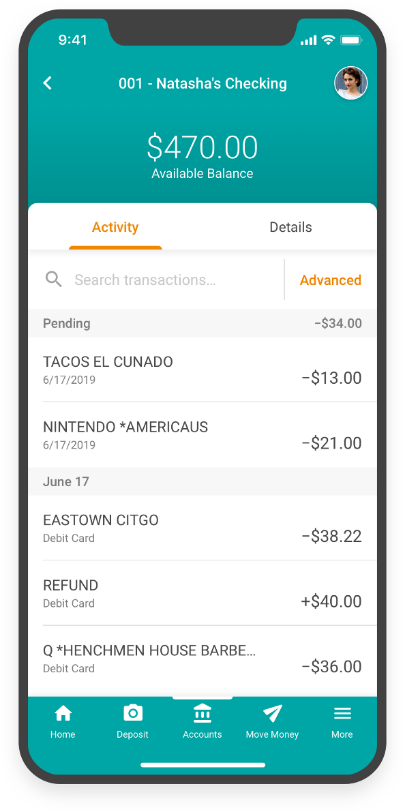 9:41
001 - Natasha's Checking
$470.00
Available Balance
Activity Details
Search transactions... Advanced
Pending −$34.00
TACOS EL CUNADO
6/17/2019 −$13.00
NINTENDO *AMERICAUS
6/17/2019 −$21.00
June 17
EASTOWN CITGO
Debit Card −$38.22
REFUND
Debit Card +$40.00
Q *HENCHMEN HOUSE BARBE...
Debit Card −$36.00
Home Deposit Accounts Move Money More